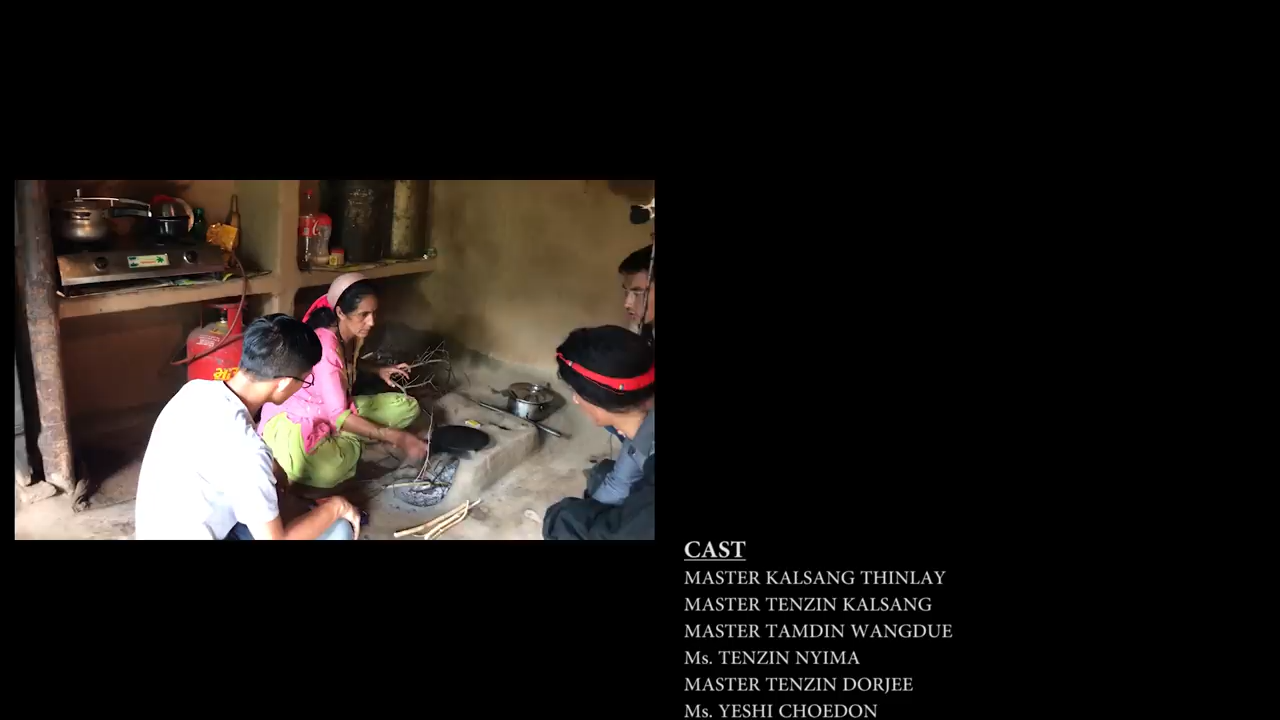 CAST
MASTER KALSANG THINLAY
MASTER TENZIN KALSANG
MASTER TAMDIN WANGDUE
Ms. TENZIN NYIMA
MASTER TENZIN DORJEE
Ms. YESHI CHOEDON